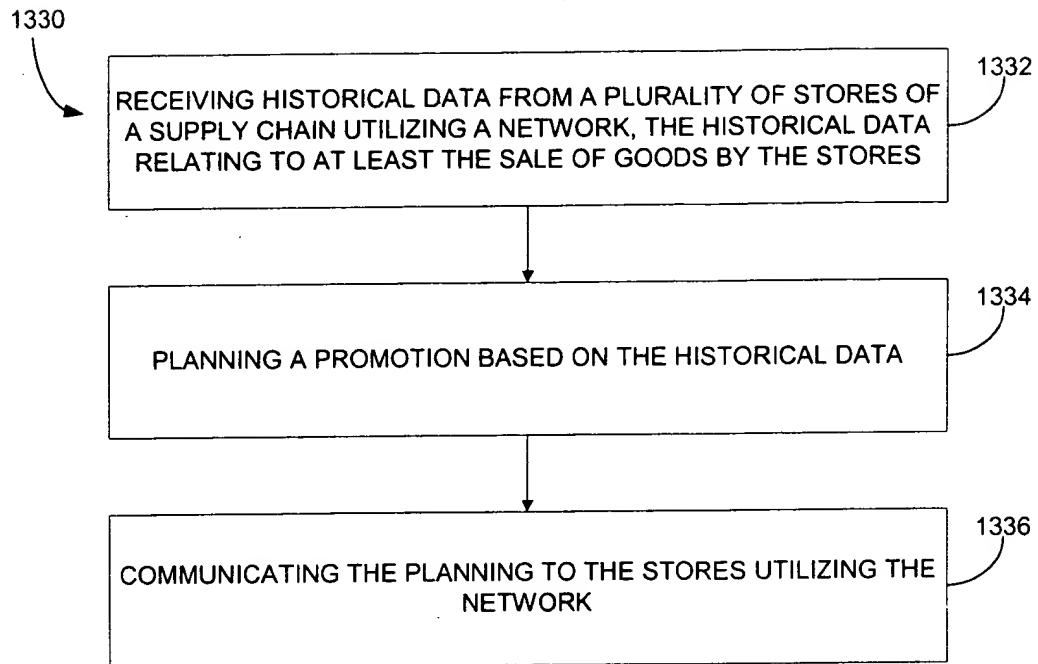 1330
1332
RECEIVING HISTORICAL DATA FROM A PLURALITY OF STORES OF
A SUPPLY CHAIN UTILIZING A NETWORK, THE HISTORICAL DATA
RELATING TO AT LEAST THE SALE OF GOODS BY THE STORES
1334
PLANNING A PROMOTION BASED ON THE HISTORICAL DATA
1336
COMMUNICATING THE PLANNING TO THE STORES UTILIZING THE
NETWORK